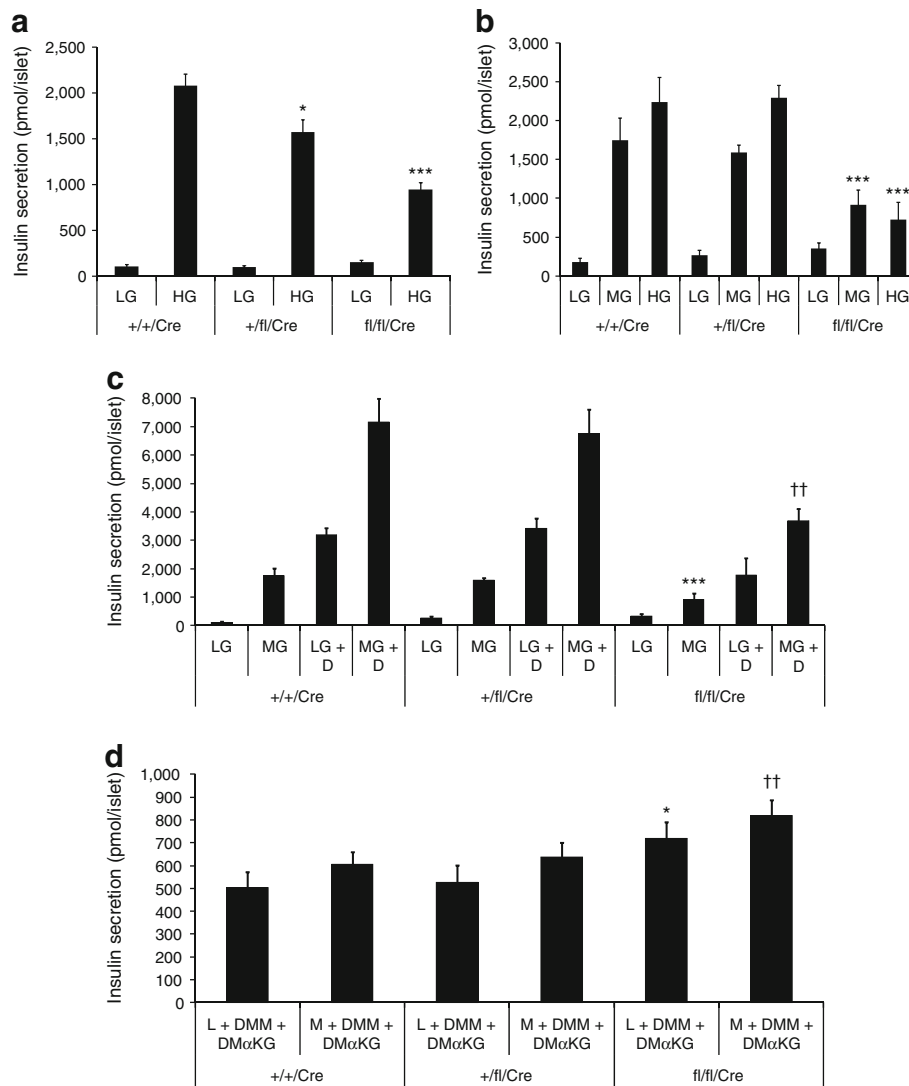 a
Insulin secretion (pmol/islet)
2,500
2,000
1,500
1,000
500
0
*
***
LG HG LG HG LG HG
+/+/Cre +/fl/Cre fl/fl/Cre
b
Insulin secretion (pmol/islet)
3,000
2,500
2,000
1,500
1,000
500
0
*** ***
LG MG HG LG MG HG LG MG HG
+/+/Cre +/fl/Cre fl/fl/Cre
c
Insulin secretion (pmol/islet)
8,000
7,000
6,000
5,000
4,000
3,000
2,000
1,000
0
††
***
LG MG LG + MG + LG MG LG + MG + LG MG LG + MG +
D D D D D D
+/+/Cre +/fl/Cre fl/fl/Cre
d
Insulin secretion (pmol/islet)
1,000
900
800
700
600
500
400
300
200
100
0
* ††
L + DMM + M + DMM + L + DMM + M + DMM + L + DMM + M + DMM +
DMαKG DMαKG DMαKG DMαKG DMαKG DMαKG
+/+/Cre +/fl/Cre fl/fl/Cre